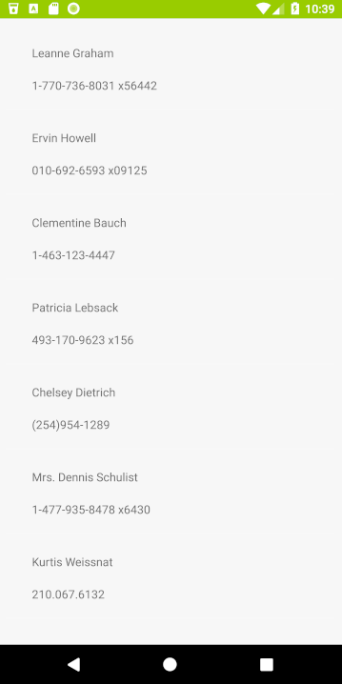 10:39
Leanne Graham
1-770-736-8031 x56442
Ervin Howell
010-692-6593 x09125
Clementine Bauch
1-463-123-4447
Patricia Lebsack
493-170-9623 x156
Chelsey Dietrich
(254)954-1289
Mrs. Dennis Schulist
1-477-935-8478 x6430
Kurtis Weissnat
210.067.6132